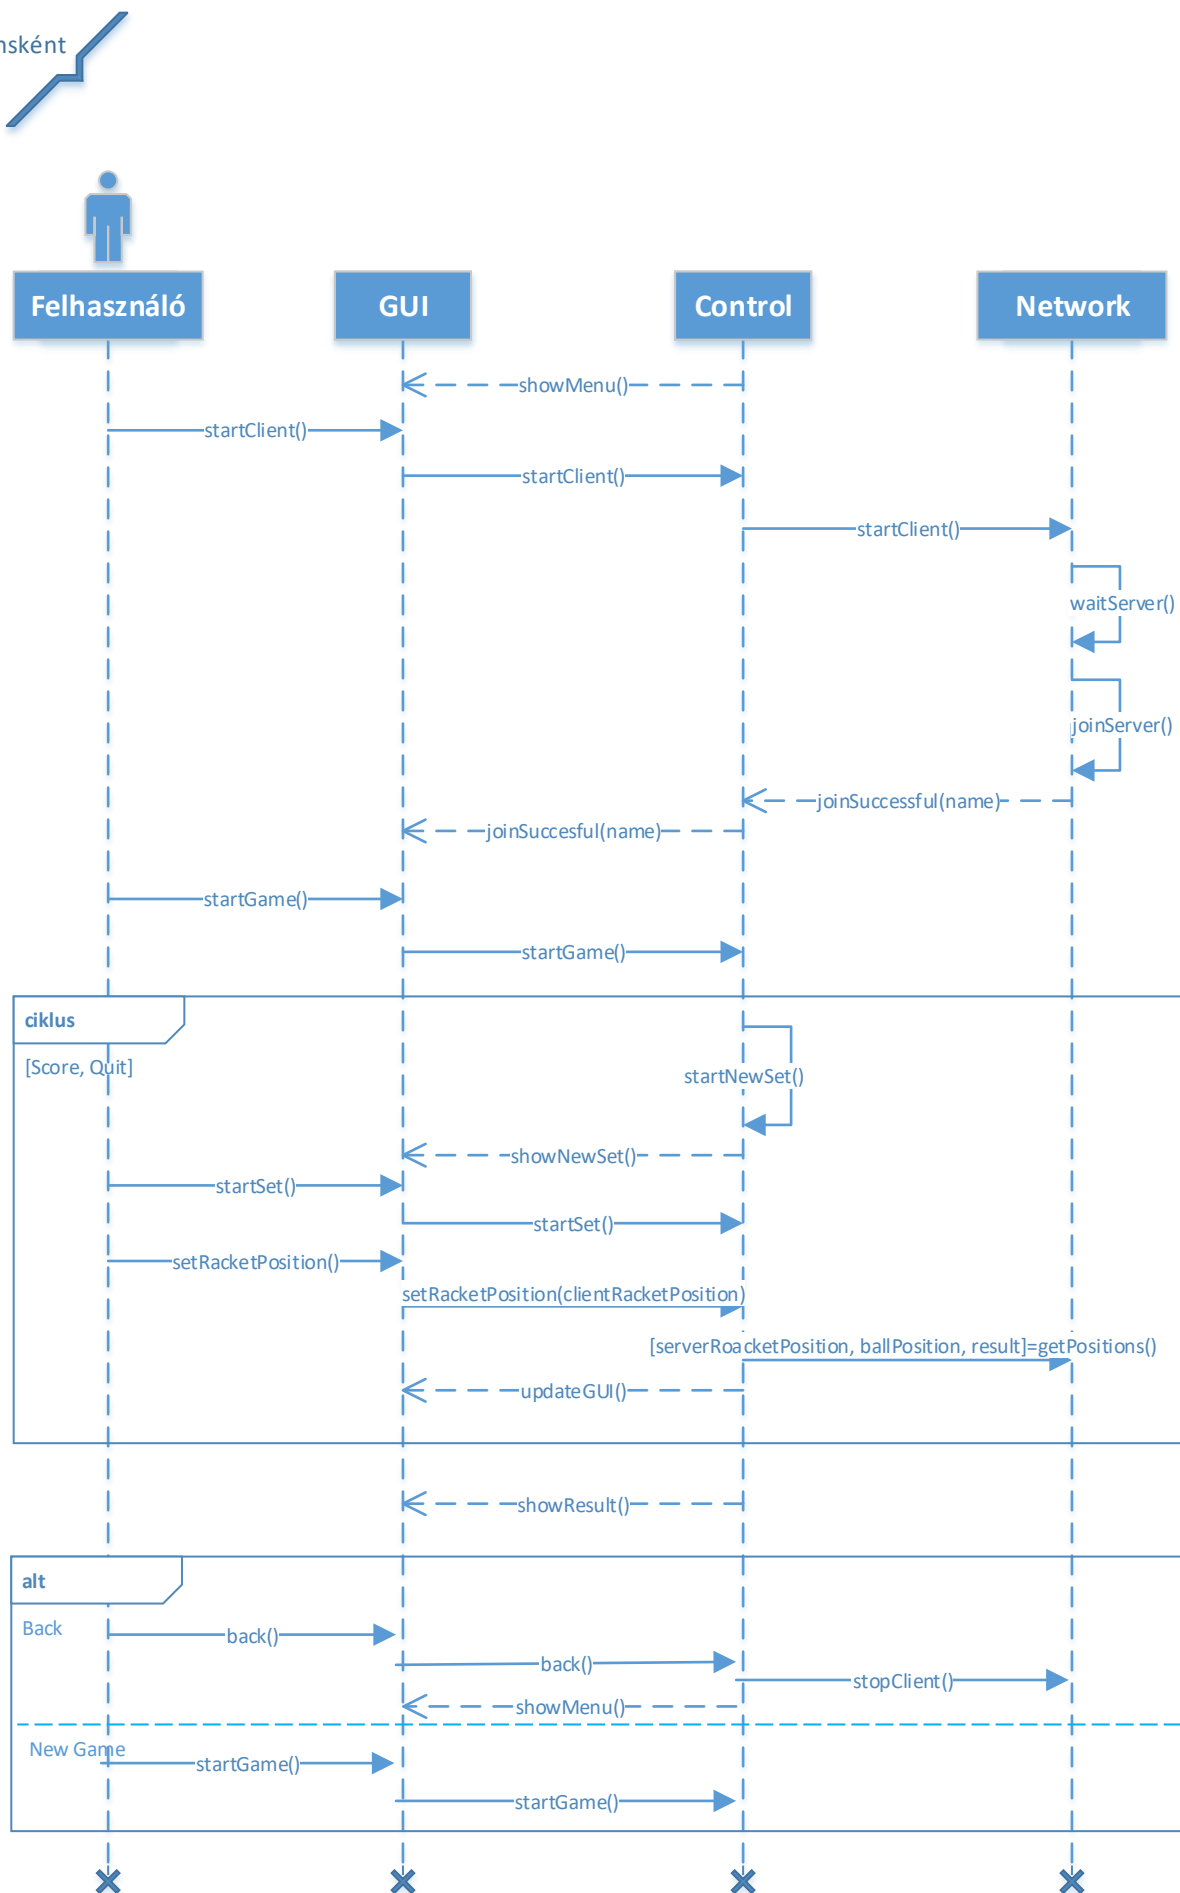 Felhasználó
GUI
Control
Network
showMenu()
startClient()
startClient()
startClient()
waitServer()
joinServer()
joinSuccessful(name)
joinSuccesful(name)
startGame()
startGame()
ciklus
[Score, Quit]
startNewSet()
showNewSet()
startSet()
startSet()
setRacketPosition()
setRacketPosition(clientRacketPosition)
[serverRoacketPosition, ballPosition, result]=getPositions()
updateGUI()
showResult()
alt
Back
back()
back()
stopClient()
showMenu()
New Game
startGame()
startGame()